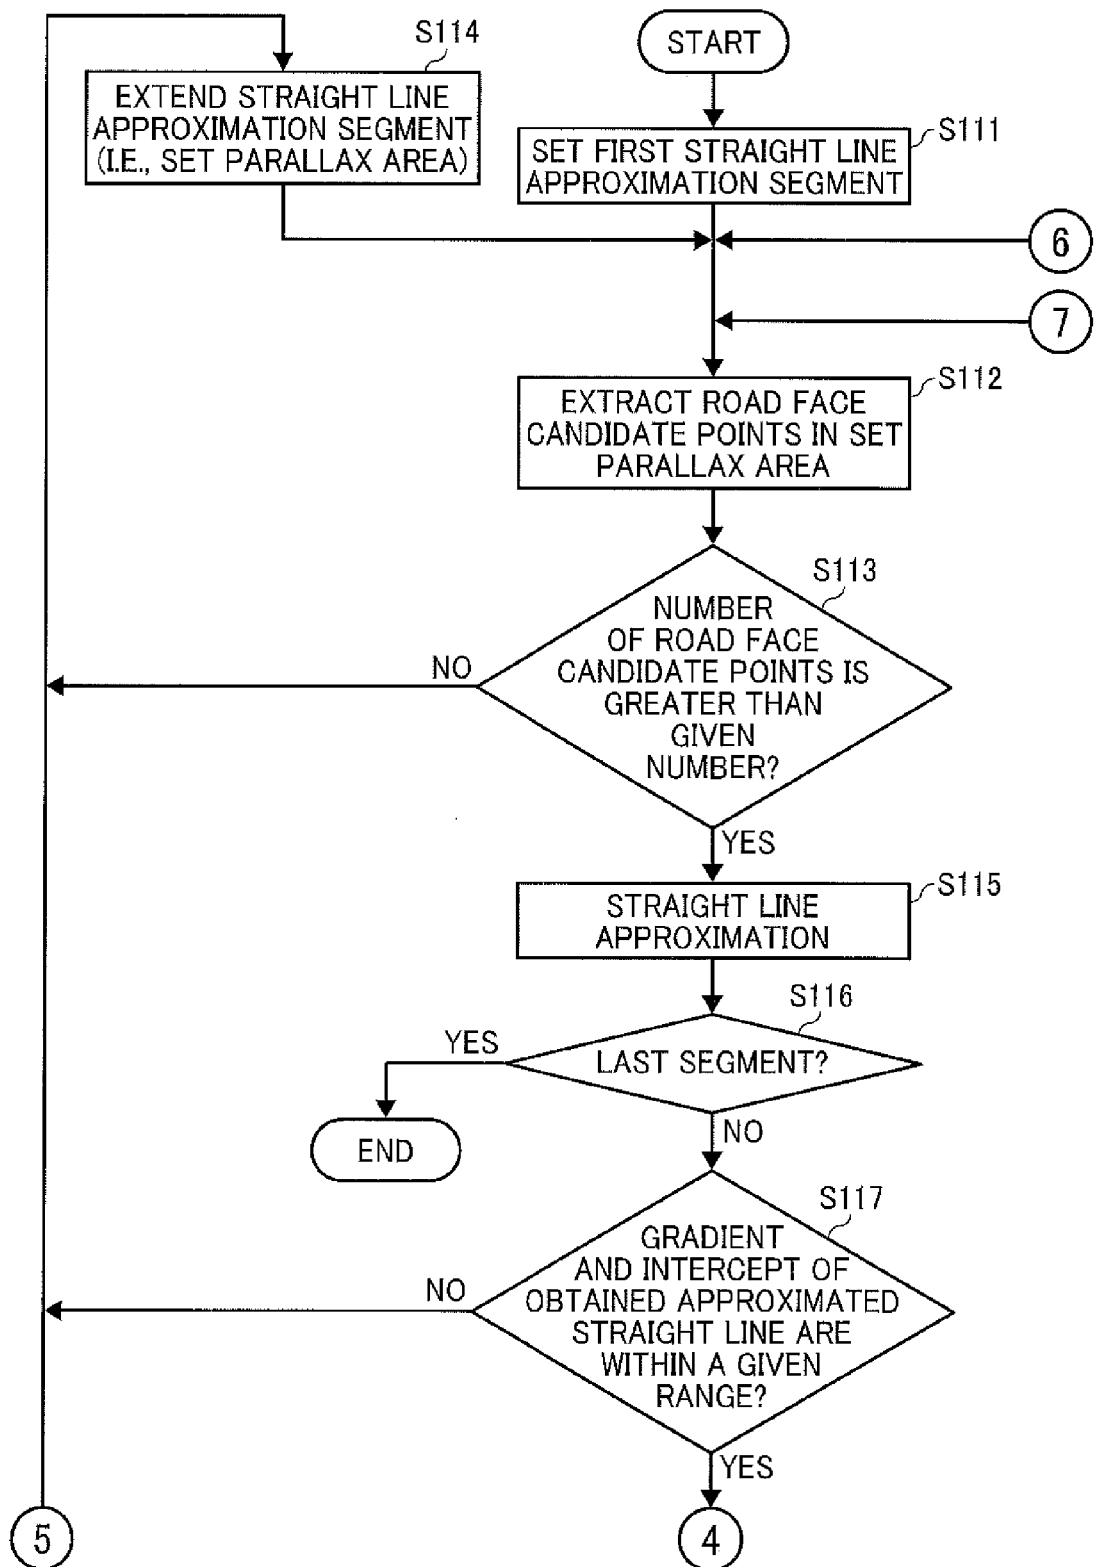 START
S114
EXTEND STRAIGHT LINE
APPROXIMATION SEGMENT
(I.E., SET PARALLAX AREA)
S111
SET FIRST STRAIGHT LINE
APPROXIMATION SEGMENT
6
7
S112
EXTRACT ROAD FACE
CANDIDATE POINTS IN SET
PARALLAX AREA
S113
NUMBER
OF ROAD FACE
CANDIDATE POINTS IS
GREATER THAN
GIVEN
NUMBER?
NO
YES
S115
STRAIGHT LINE
APPROXIMATION
S116
LAST SEGMENT?
YES
END
NO
S117
GRADIENT
AND INTERCEPT OF
OBTAINED APPROXIMATED
STRAIGHT LINE ARE
WITHIN A GIVEN
RANGE?
NO
YES
5
4